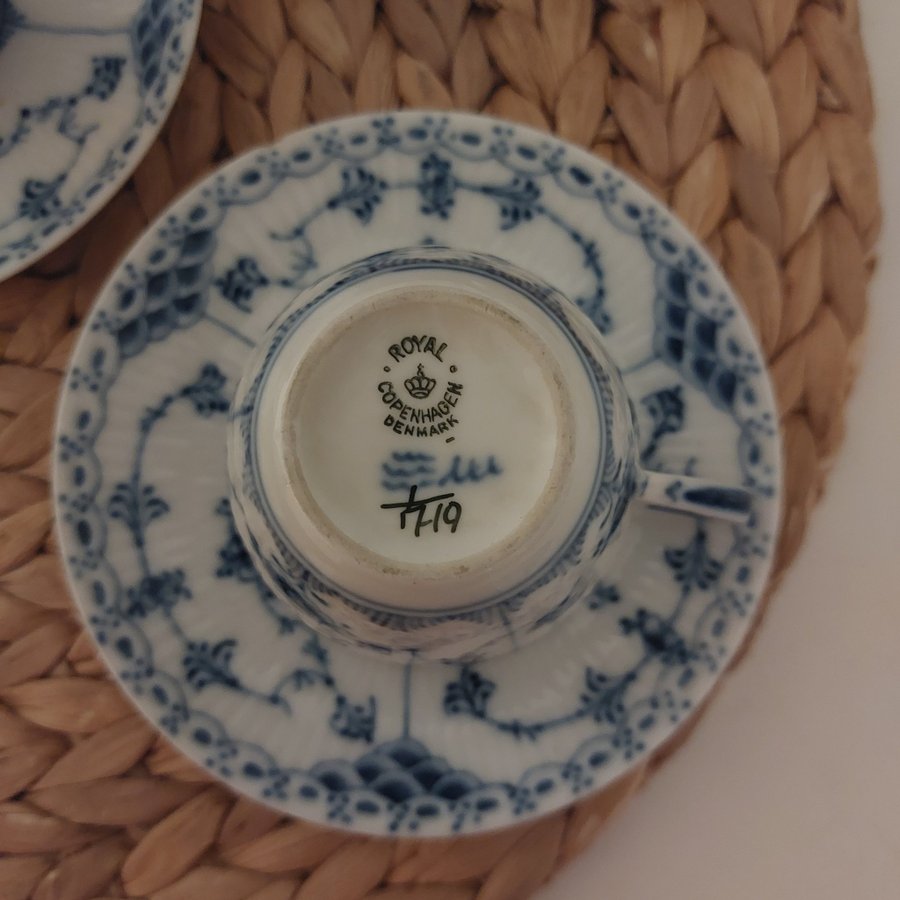 ROYAL
COPENHAGEN
DENMARK
1/719